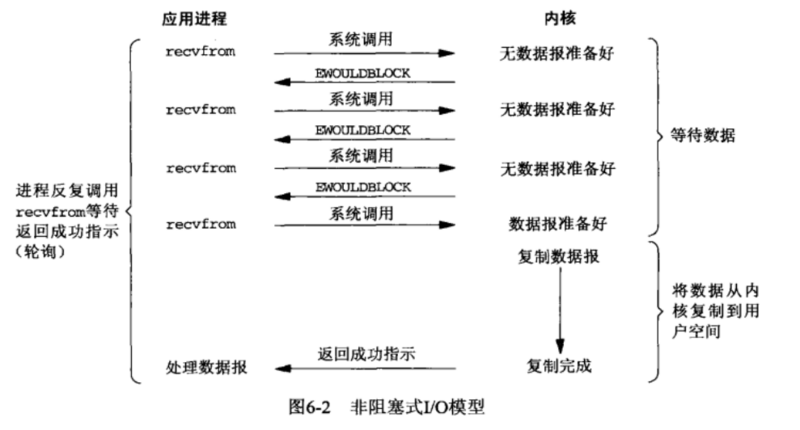 应用进程 内核
recvfrom 系统调用 无数据报准备好
EWOULDBLOCK
recvfrom 系统调用 无数据报准备好
EWOULDBLOCK
recvfrom 系统调用 无数据报准备好
EWOULDBLOCK
recvfrom 系统调用 数据报准备好
等待数据
进程反复调用
recvfrom等待
返回成功指示
（轮询）
复制数据报
将数据从内
核复制到用
户空间
处理数据报 返回成功指示 复制完成
图6-2 非阻塞式I/O模型